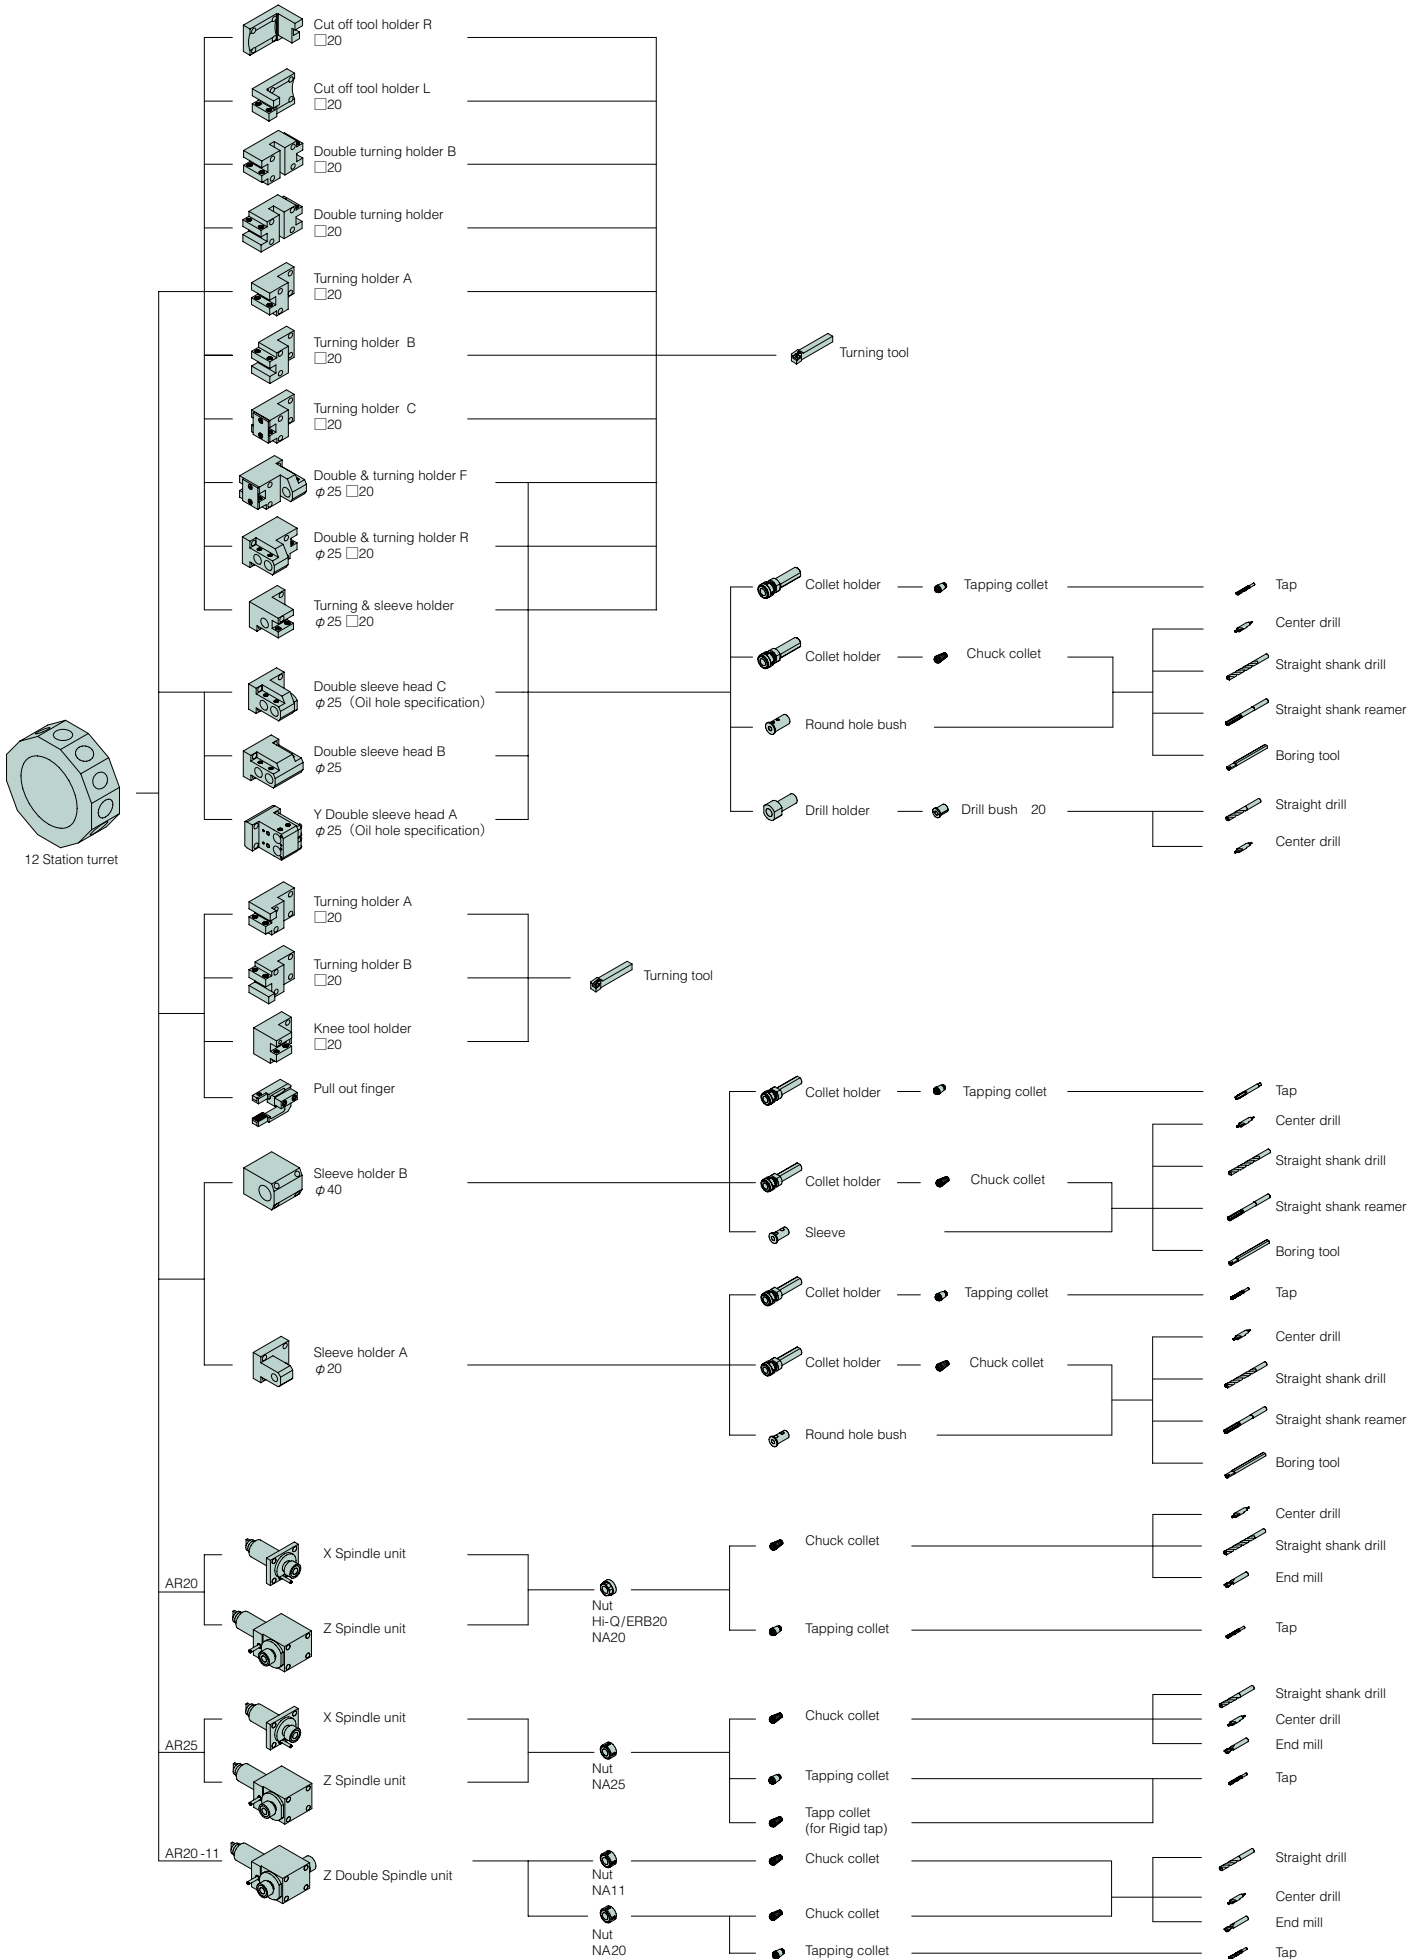 Cut off tool holder R
□20
Cut off tool holder L
□20
Double turning holder B
□20
Double turning holder
□20
Turning holder A
□20
Turning holder B
□20
Turning tool
Turning holder C
□20
Double & turning holder F
φ25 □20
Double & turning holder R
φ25 □20
Turning & sleeve holder
φ25 □20
Collet holder
Tapping collet
Tap
Center drill
Collet holder
Chuck collet
Straight shank drill
Double sleeve head C
φ25（Oil hole specification）
Straight shank reamer
Round hole bush
Double sleeve head B
φ25
Boring tool
Y Double sleeve head A
φ25（Oil hole specification）
Drill holder
Drill bush 20
Straight drill
Center drill
12 Station turret
Turning holder A
□20
Turning holder B
□20
Turning tool
Knee tool holder
□20
Pull out finger
Collet holder
Tapping collet
Tap
Center drill
Sleeve holder B
φ40
Collet holder
Chuck collet
Straight shank drill
Straight shank reamer
Sleeve
Boring tool
Collet holder
Tapping collet
Tap
Center drill
Sleeve holder A
φ20
Collet holder
Chuck collet
Straight shank drill
Straight shank reamer
Round hole bush
Boring tool
Center drill
Chuck collet
Straight shank drill
X Spindle unit
AR20
End mill
Nut
Hi-Q/ERB20
NA20
Z Spindle unit
Tapping collet
Tap
Straight shank drill
X Spindle unit
Chuck collet
Center drill
AR25
End mill
Nut
NA25
Z Spindle unit
Tapping collet
Tap
Tapp collet
(for Rigid tap)
AR20-11
Z Double Spindle unit
Nut
NA11
Chuck collet
Straight drill
Center drill
Chuck collet
End mill
Nut
NA20
Tapping collet
Tap